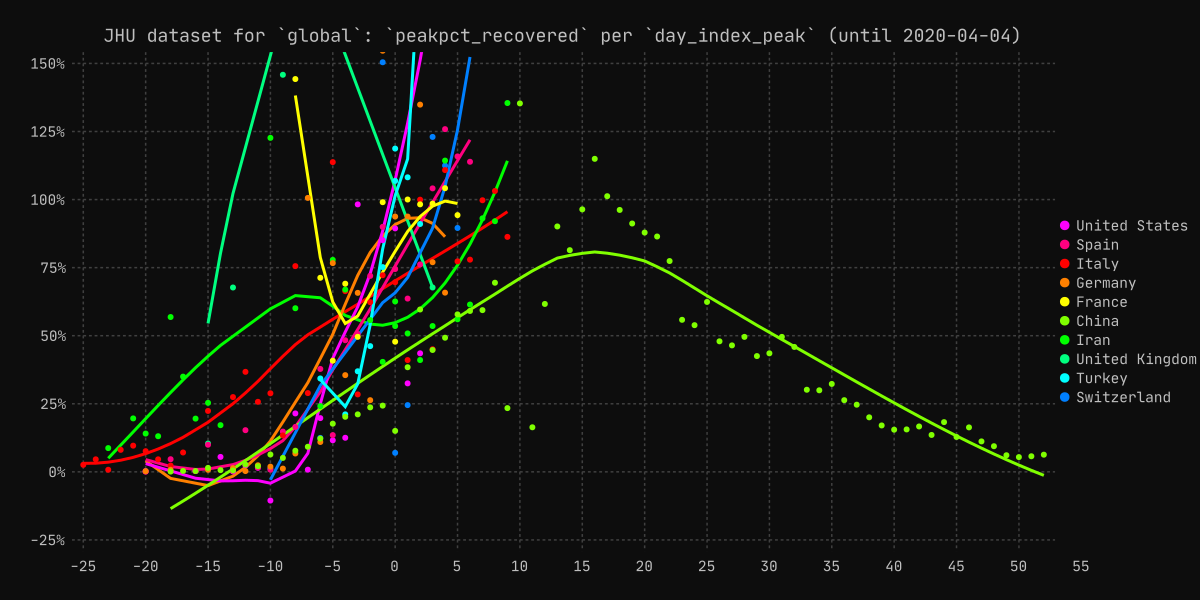 JHU dataset for `global`: `peakpct_recovered` per `day_index_peak` (until 2020-04-04)
150%
125%
100%
75%
50%
25%
0%
-25%
-25 -20 -15 -10 -5 0 5 10 15 20 25 30 35 40 45 50 55
United States
Spain
Italy
Germany
France
China
Iran
United Kingdom
Turkey
Switzerland